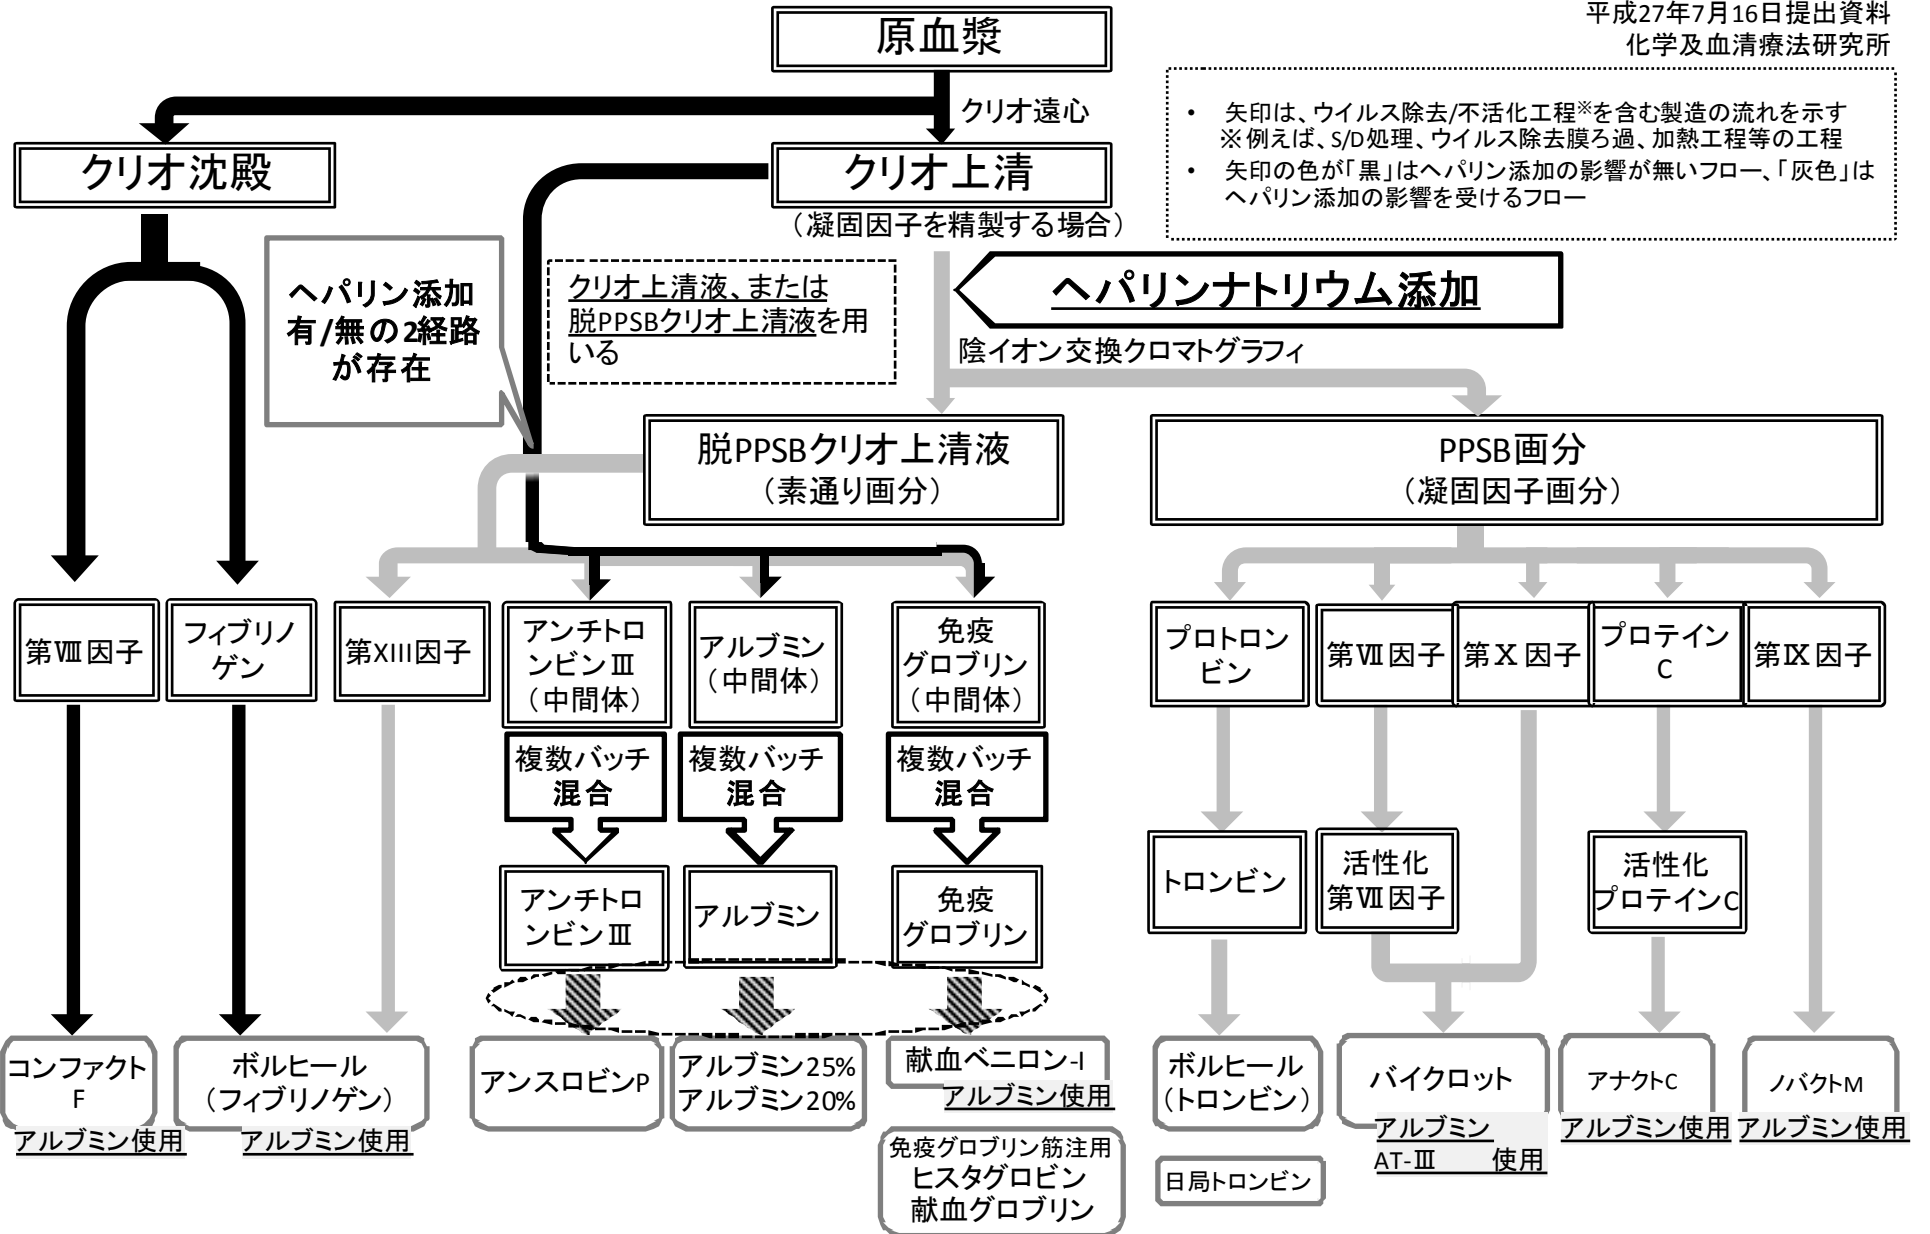 平成27年7月16日提出資料
化学及血清療法研究所
原血漿
クリオ遠心
• 矢印は、ウイルス除去/不活化工程※を含む製造の流れを示す
※例えば、S/D処理、ウイルス除去膜ろ過、加熱工程等の工程
• 矢印の色が「黒」はヘパリン添加の影響が無いフロー、「灰色」は
ヘパリン添加の影響を受けるフロー
クリオ沈殿
クリオ上清
（凝固因子を精製する場合）
ヘパリン添加
有/無の2経路
が存在
クリオ上清液、または
脱PPSBクリオ上清液を用
いる
ヘパリンナトリウム添加
陰イオン交換クロマトグラフィ
脱PPSBクリオ上清液
（素通り画分）
PPSB画分
（凝固因子画分）
第Ⅷ因子
フィブリノ
ゲン
第XIII因子
アンチトロ
ンビンⅢ
（中間体）
アルブミン
（中間体）
免疫
グロブリン
（中間体）
プロトロン
ビン
第Ⅶ因子
第Ⅹ因子
プロテイン
C
第Ⅸ因子
複数バッチ
混合
複数バッチ
混合
複数バッチ
混合
アンチトロ
ンビンⅢ
アルブミン
免疫
グロブリン
トロンビン
活性化
第Ⅶ因子
活性化
プロテインC
コンファクト
F
アルブミン使用
ボルヒール
（フィブリノゲン）
アルブミン使用
アンスロビンP
アルブミン25%
アルブミン20%
献血ベニロン-I
アルブミン使用
免疫グロブリン筋注用
ヒスタグロビン
献血グロブリン
ボルヒール
（トロンビン）
日局トロンビン
バイクロット
アルブミン
AT-Ⅲ 使用
アナクトC
アルブミン使用
ノバクトM
アルブミン使用